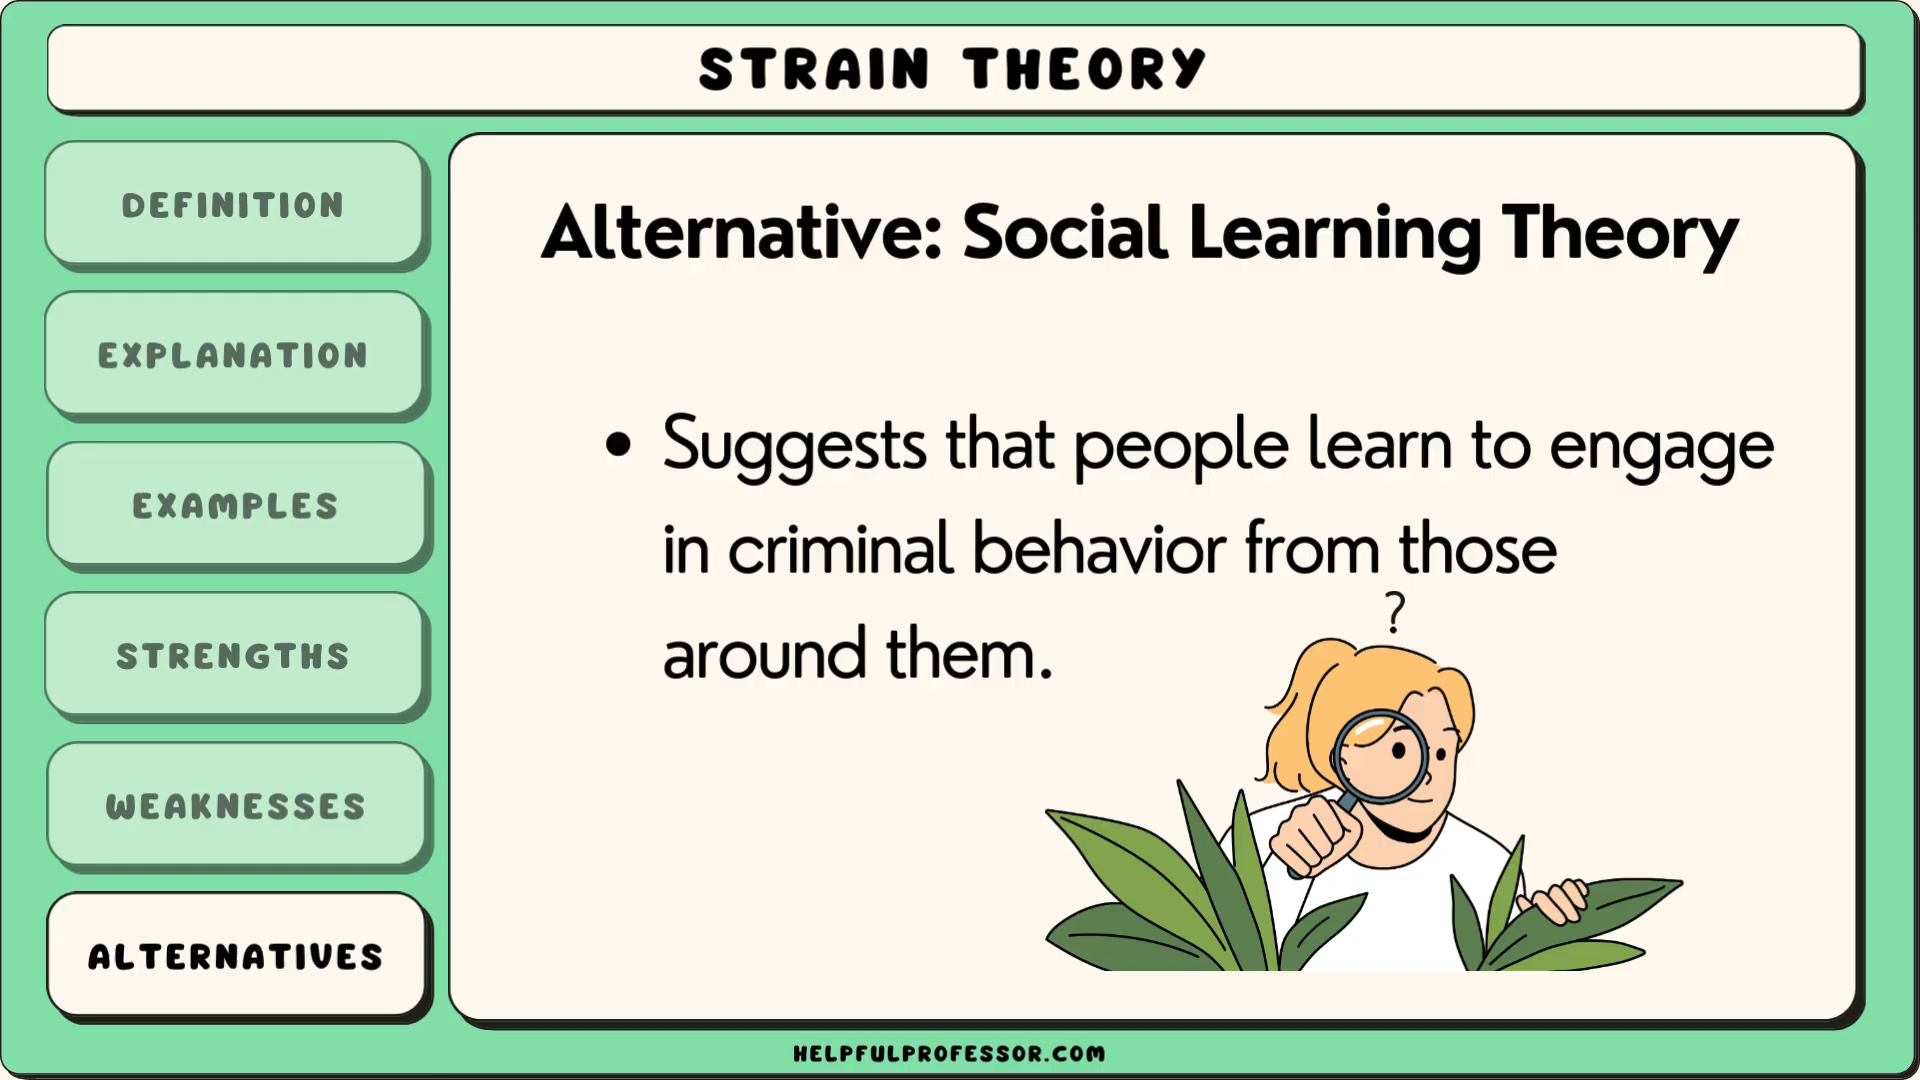 STRAIN THEORY
DEFINITION
EXPLANATION
EXAMPLES
STRENGTHS
WEAKNESSES
ALTERNATIVES
Alternative: Social Learning Theory
• Suggests that people learn to engage
in criminal behavior from those
around them.
?
HELPFULPROFESSOR.COM